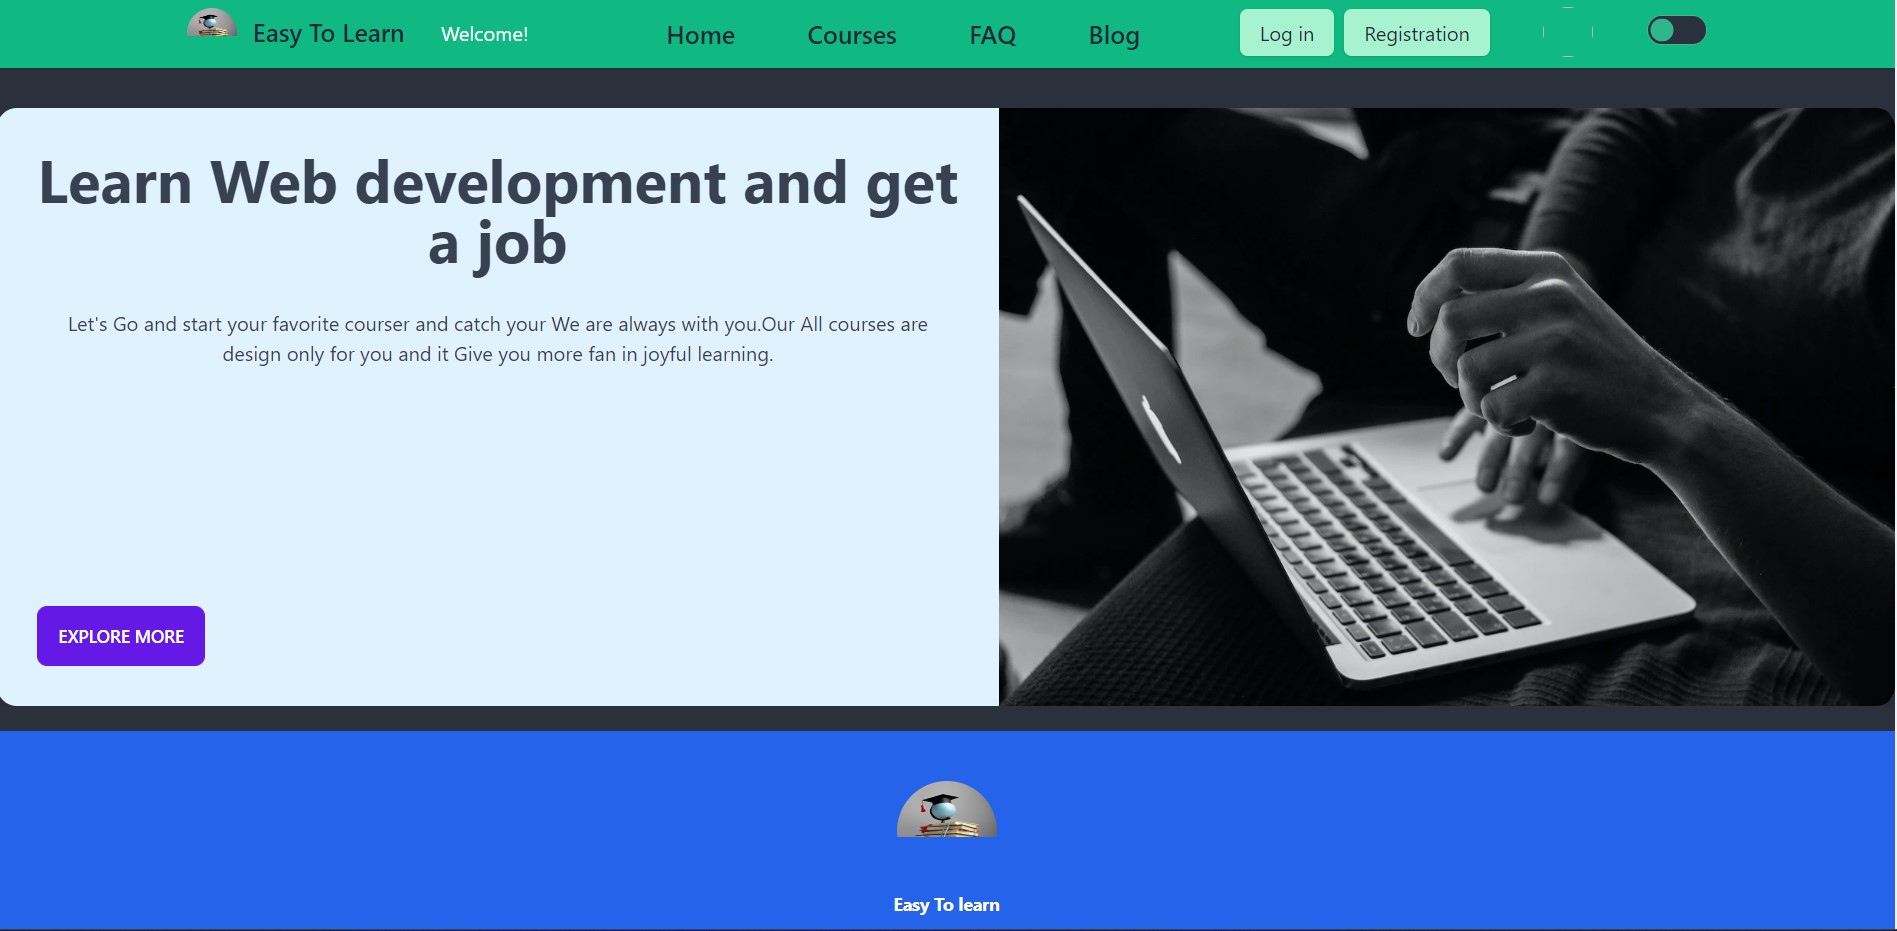 Easy To Learn
Welcome!
Home
Courses
FAQ
Blog
Log in
Registration
Learn Web development and get
a job
Let's Go and start your favorite courser and catch your We are always with you.Our All courses are
design only for you and it Give you more fan in joyful learning.
EXPLORE MORE
Easy To learn